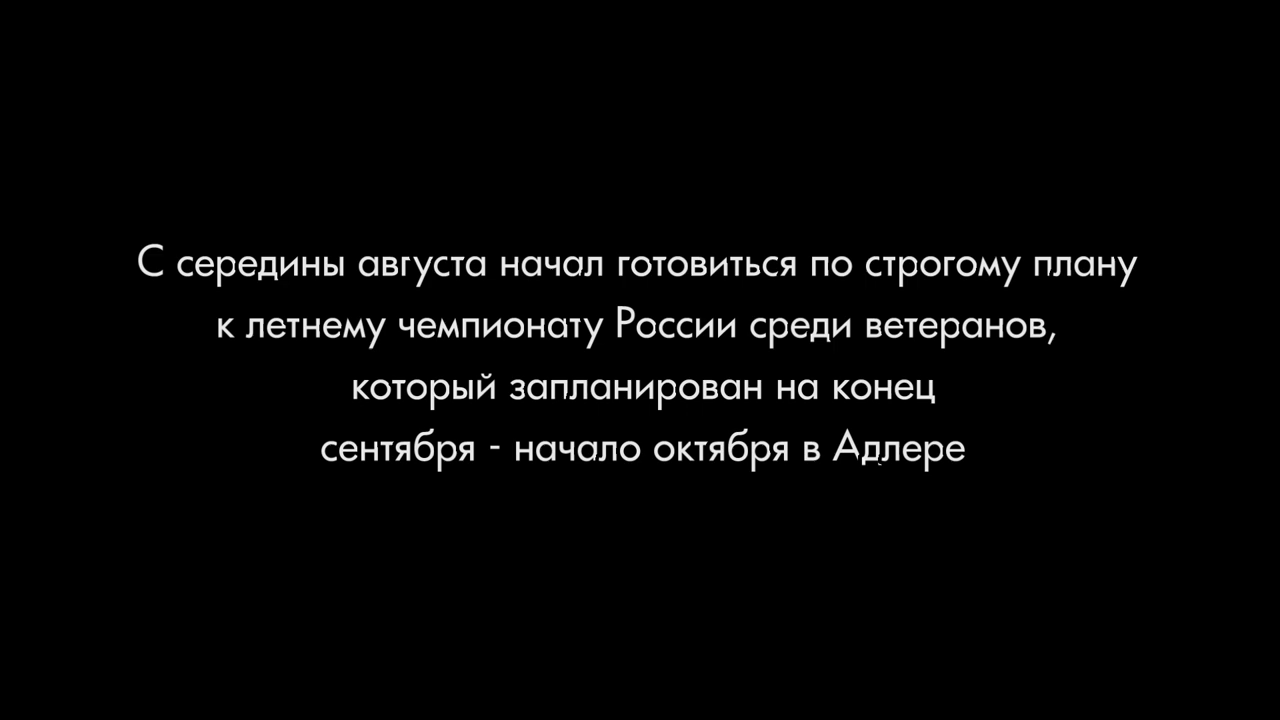 С середины августа начал готовиться по строгому плану
к летнему чемпионату России среди ветеранов,
который запланирован на конец
сентября - начало октября в Адлере